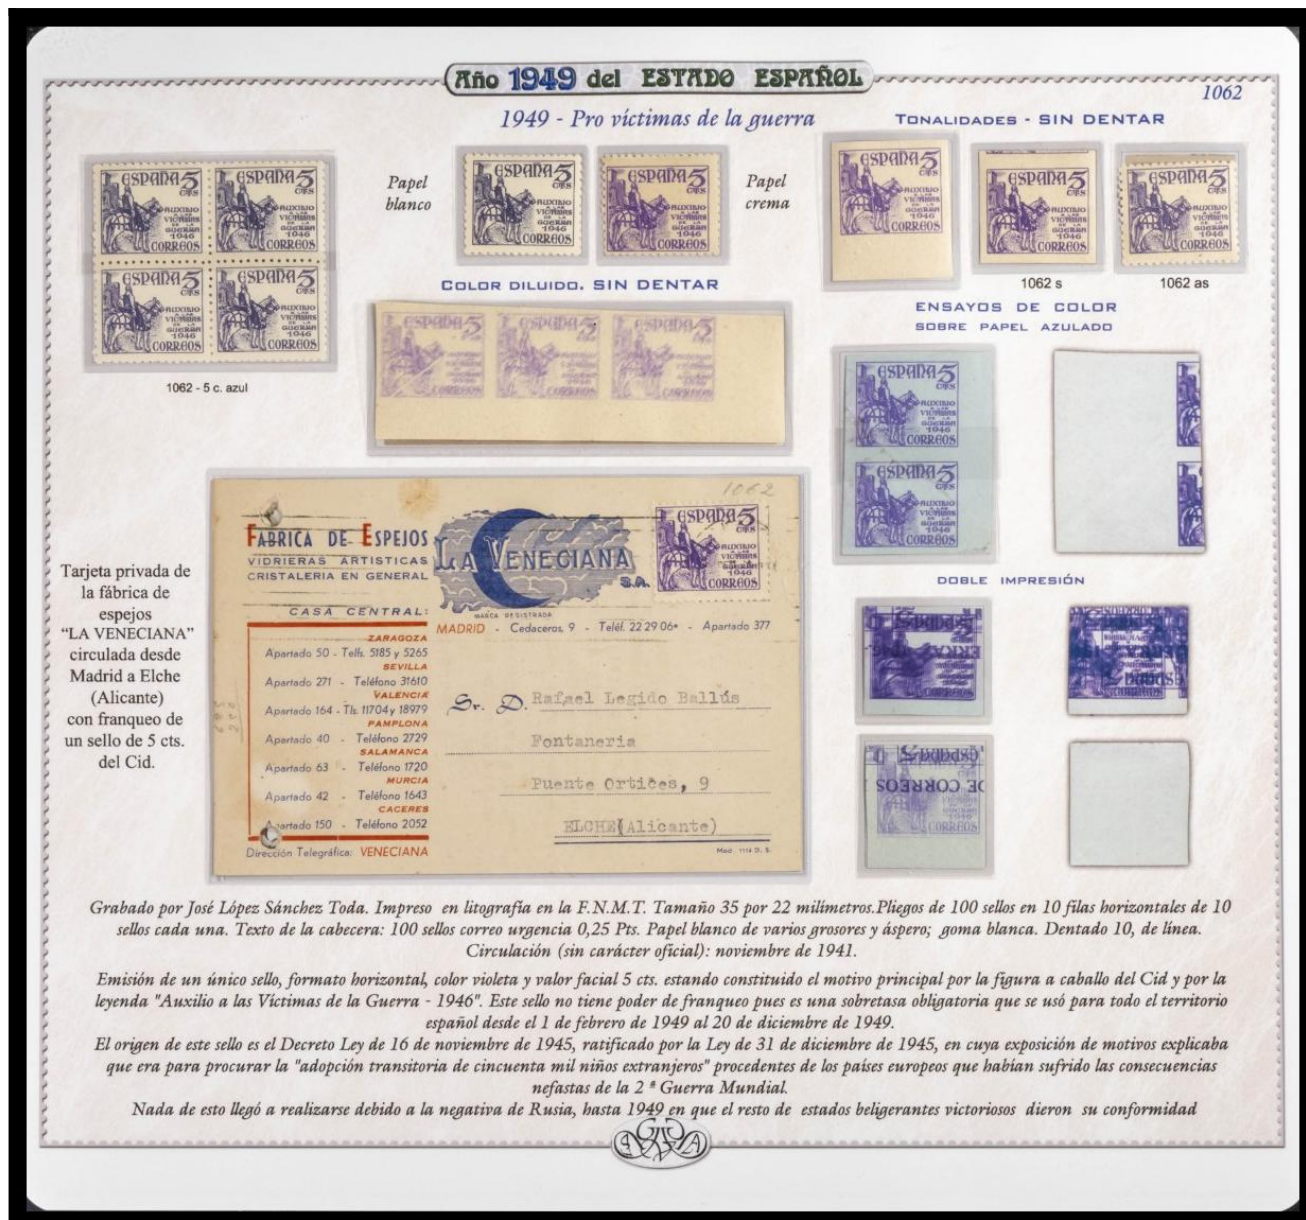 Año 1949 del ESTADO ESPAÑOL
1062
1949 - Pro víctimas de la guerra
TONALIDADES - SIN DENTAR
Papel
blanco
Papel
crema
ESPAÑA 5
CTS
AUXILIO
A LAS
VICTIMAS
DE LA
GUERRA
1946
CORREOS
1062 - 5 c. azul
1062 s
1062 as
COLOR DILUIDO. SIN DENTAR
ENSAYOS DE COLOR
SOBRE PAPEL AZULADO
DOBLE IMPRESIÓN
Tarjeta privada de
la fábrica de
espejos
“LA VENECIANA”
circulada desde
Madrid a Elche
(Alicante)
con franqueo de
un sello de 5 cts.
del Cid.
1062
FABRICA DE ESPEJOS
VIDRIERAS ARTISTICAS
CRISTALERIA EN GENERAL
LA VENECIANA
S.A.
MARCA REGISTRADA
CASA CENTRAL:
MADRID - Cedaceros, 9 - Teléf. 22 29 06* - Apartado 377
ZARAGOZA
Apartado 50 - Telfs. 5185 y 5265
SEVILLA
Apartado 271 - Teléfono 31610
VALENCIA
Apartado 164 - Tls. 11704 y 18979
PAMPLONA
Apartado 40 - Teléfono 2729
SALAMANCA
Apartado 63 - Teléfono 1720
MURCIA
Apartado 42 - Teléfono 1643
CACERES
Apartado 150 - Teléfono 2052
Dirección Telegráfica: VENECIANA
Sr. D. Rafael Legido Ballús
Fontaneria
Puente Ortices, 9
ELCHE(Alicante)
DE CORREOS
Grabado por José López Sánchez Toda. Impreso en litografía en la F.N.M.T. Tamaño 35 por 22 milímetros.Pliegos de 100 sellos en 10 filas horizontales de 10
sellos cada una. Texto de la cabecera: 100 sellos correo urgencia 0,25 Pts. Papel blanco de varios grosores y áspero; goma blanca. Dentado 10, de línea.
Circulación (sin carácter oficial): noviembre de 1941.
Emisión de un único sello, formato horizontal, color violeta y valor facial 5 cts. estando constituido el motivo principal por la figura a caballo del Cid y por la
leyenda "Auxilio a las Víctimas de la Guerra - 1946". Este sello no tiene poder de franqueo pues es una sobretasa obligatoria que se usó para todo el territorio
español desde el 1 de febrero de 1949 al 20 de diciembre de 1949.
El origen de este sello es el Decreto Ley de 16 de noviembre de 1945, ratificado por la Ley de 31 de diciembre de 1945, en cuya exposición de motivos explicaba
que era para procurar la "adopción transitoria de cincuenta mil niños extranjeros" procedentes de los países europeos que habían sufrido las consecuencias
nefastas de la 2 ª Guerra Mundial.
Nada de esto llegó a realizarse debido a la negativa de Rusia, hasta 1949 en que el resto de estados beligerantes victoriosos dieron su conformidad